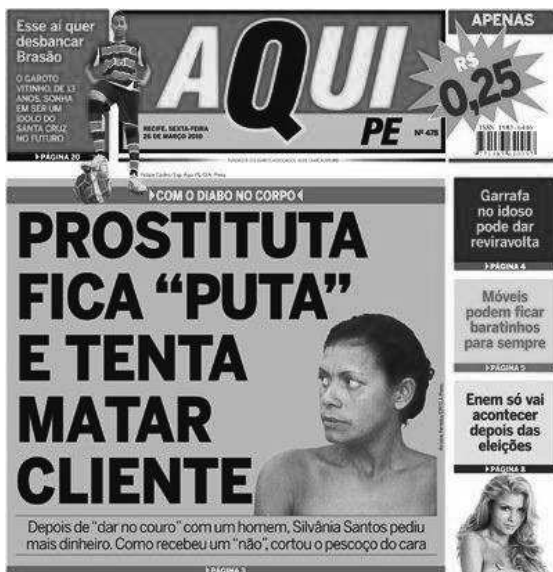 Esse aí quer
desbancar
Brasão
O GAROTO
VITINHO, DE 13
ANOS, SONHA
EM SER UM
ÍDOLO DO
SANTA CRUZ
NO FUTURO
PÁGINA 20
AQUI
PE
RECIFE, SEXTA-FEIRA
26 DE MARÇO 2010
Nº 475
APENAS
R$
0,25
COM O DIABO NO CORPO
PROSTITUTA
FICA “PUTA”
E TENTA
MATAR
CLIENTE
Depois de “dar no couro” com um homem, Silvânia Santos pediu
mais dinheiro. Como recebeu um “não”, cortou o pescoço do cara
PÁGINA 3
Garrafa
no idoso
pode dar
reviravolta
PÁGINA 4
Móveis
podem ficar
baratinhos
para sempre
PÁGINA 5
Enem só vai
acontecer
depois das
eleições
PÁGINA 8